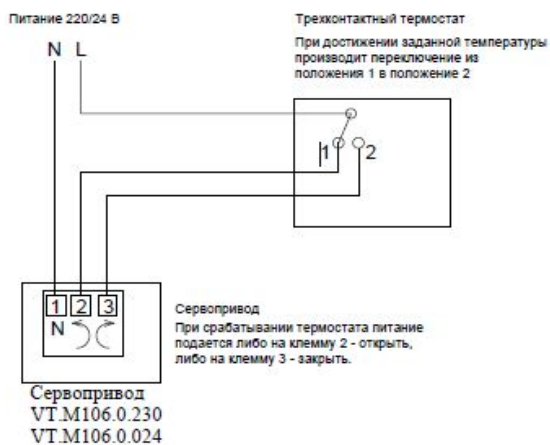 Питание 220/24 В
Трехконтактный термостат
При достижении заданной температуры
производит переключение из
положения 1 в положение 2
N L
1 2
1 2 3
N
Сервопривод
При срабатывании термостата питание
подается либо на клемму 2 - открыть,
либо на клемму 3 - закрыть.
Сервопривод
VT.M106.0.230
VT.M106.0.024